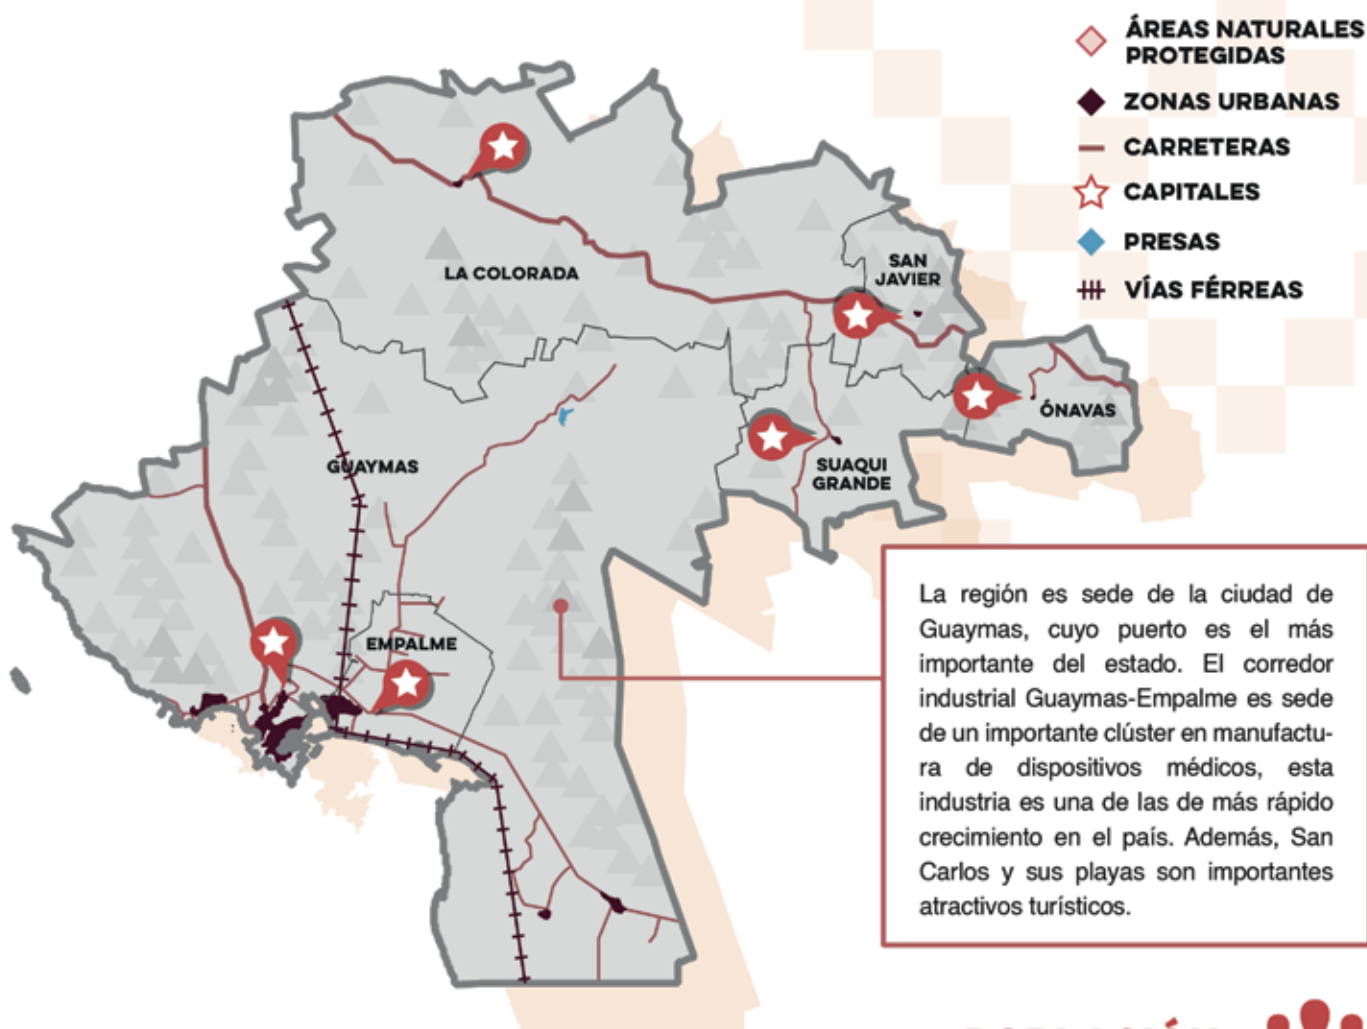 ÁREAS NATURALES
PROTEGIDAS
ZONAS URBANAS
CARRETERAS
CAPITALES
PRESAS
VÍAS FÉRREAS
LA COLORADA
SAN
JAVIER
ÓNAVAS
GUAYMAS
SUAQUI
GRANDE
EMPALME
La región es sede de la ciudad de
Guaymas, cuyo puerto es el más
importante del estado. El corredor
industrial Guaymas-Empalme es sede
de un importante clúster en manufactu-
ra de dispositivos médicos, esta
industria es una de las de más rápido
crecimiento en el país. Además, San
Carlos y sus playas son importantes
atractivos turísticos.